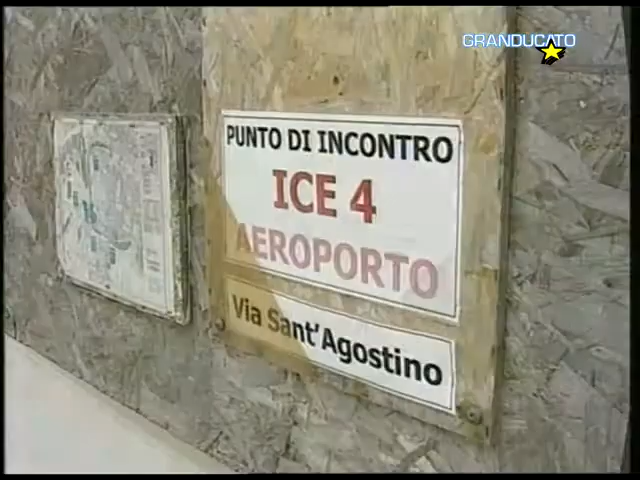 GRANDUCATO
PUNTO DI INCONTRO
ICE 4
AEROPORTO
Via Sant'Agostino